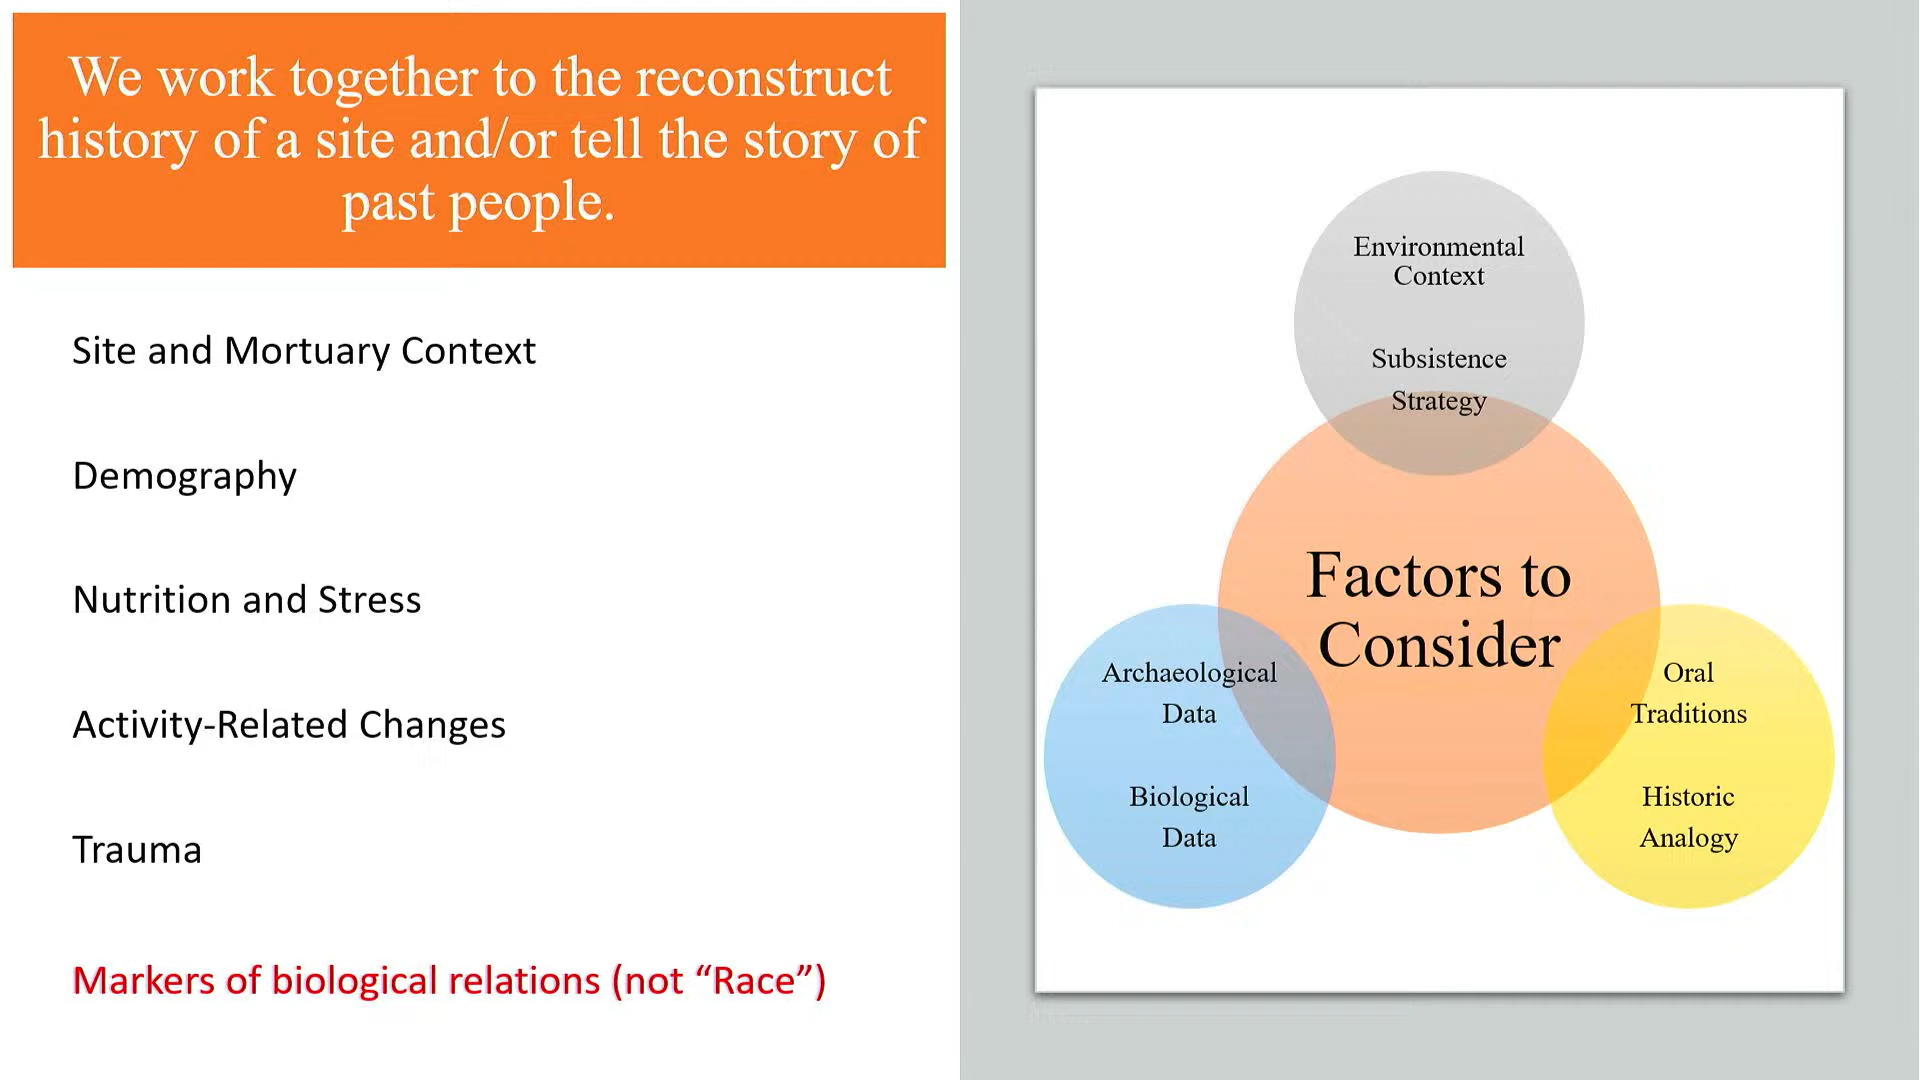 We work together to the reconstruct
history of a site and/or tell the story of
past people.
Site and Mortuary Context
Demography
Nutrition and Stress
Activity-Related Changes
Trauma
Markers of biological relations (not “Race”)
Environmental
Context
Subsistence
Strategy
Factors to
Consider
Archaeological
Data
Biological
Data
Oral
Traditions
Historic
Analogy